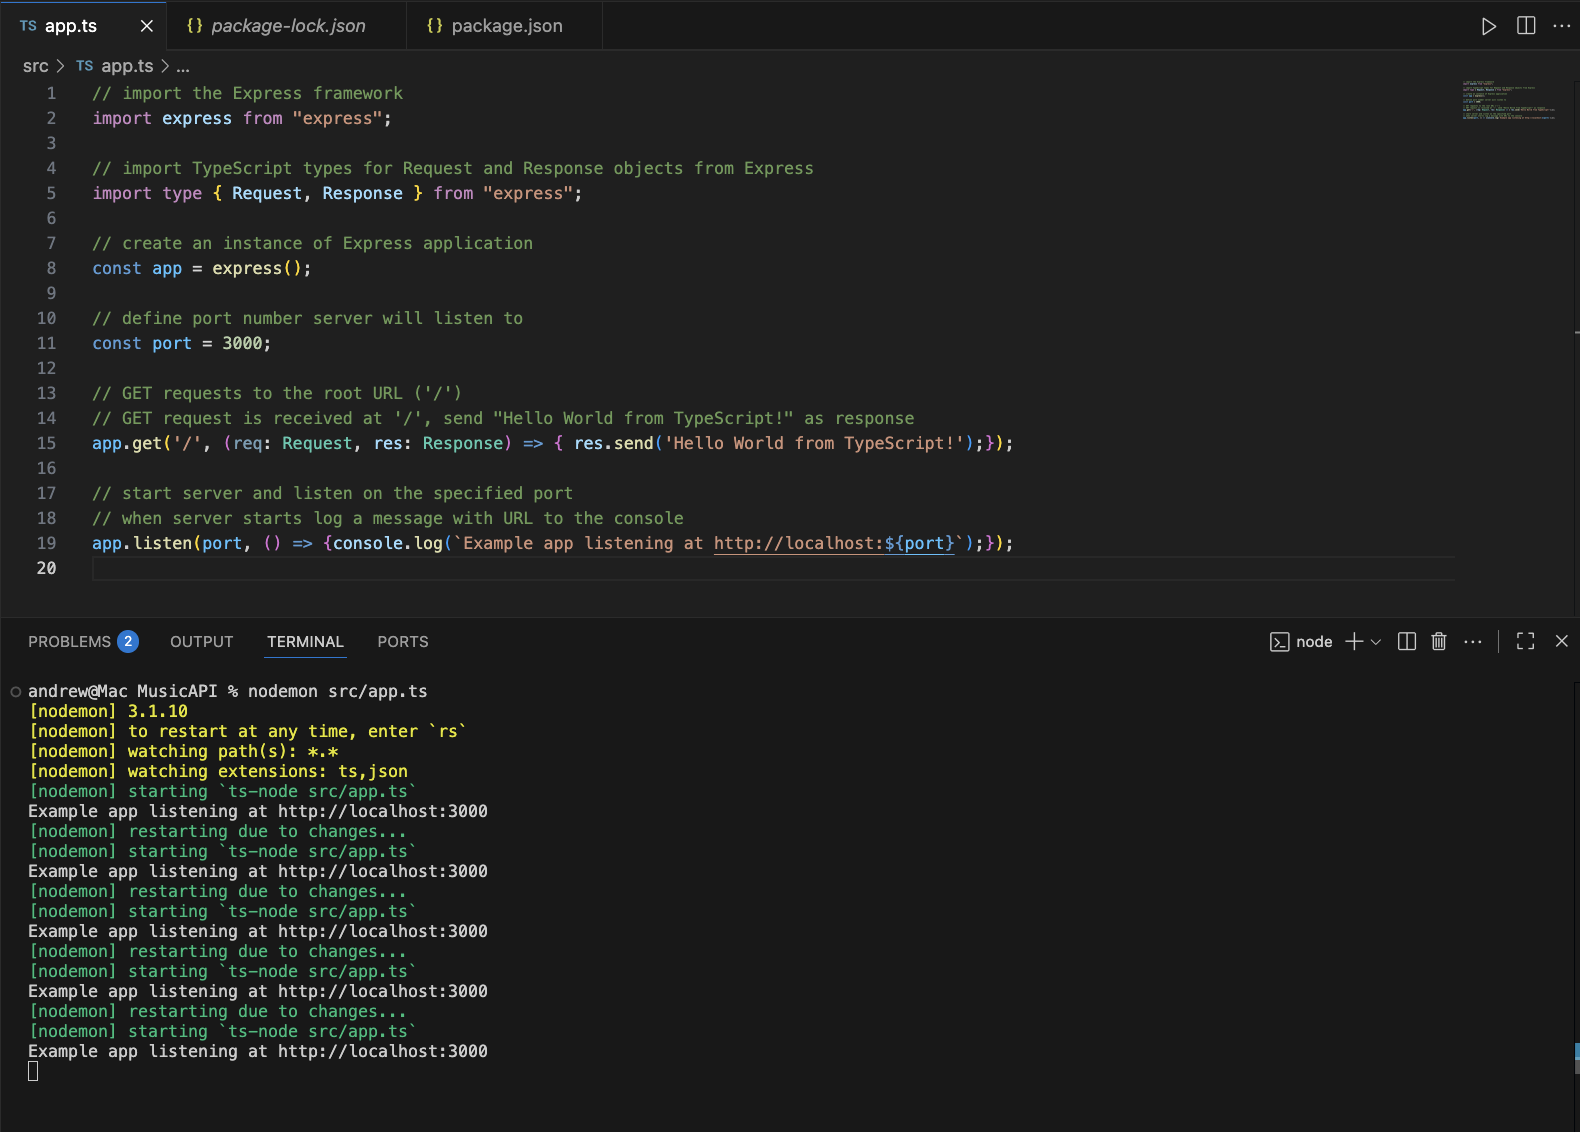 TS app.ts
{} package-lock.json
{} package.json
src > TS app.ts > ...
1 // import the Express framework
2 import express from "express";
3
4 // import TypeScript types for Request and Response objects from Express
5 import type { Request, Response } from "express";
6
7 // create an instance of Express application
8 const app = express();
9
10 // define port number server will listen to
11 const port = 3000;
12
13 // GET requests to the root URL ('/')
14 // GET request is received at '/', send "Hello World from TypeScript!" as response
15 app.get('/', (req: Request, res: Response) => { res.send('Hello World from TypeScript!');});
16
17 // start server and listen on the specified port
18 // when server starts log a message with URL to the console
19 app.listen(port, () => {console.log(`Example app listening at http://localhost:${port}`);});
20
PROBLEMS 2 OUTPUT TERMINAL PORTS
node
andrew@Mac MusicAPI % nodemon src/app.ts
[nodemon] 3.1.10
[nodemon] to restart at any time, enter `rs`
[nodemon] watching path(s): *.*
[nodemon] watching extensions: ts,json
[nodemon] starting `ts-node src/app.ts`
Example app listening at http://localhost:3000
[nodemon] restarting due to changes...
[nodemon] starting `ts-node src/app.ts`
Example app listening at http://localhost:3000
[nodemon] restarting due to changes...
[nodemon] starting `ts-node src/app.ts`
Example app listening at http://localhost:3000
[nodemon] restarting due to changes...
[nodemon] starting `ts-node src/app.ts`
Example app listening at http://localhost:3000
[nodemon] restarting due to changes...
[nodemon] starting `ts-node src/app.ts`
Example app listening at http://localhost:3000